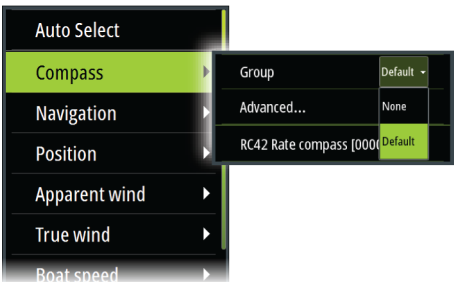 Auto Select
Compass
Navigation
Position
Apparent wind
True wind
Boat speed
Group Default
Advanced... None
RC42 Rate compass Default